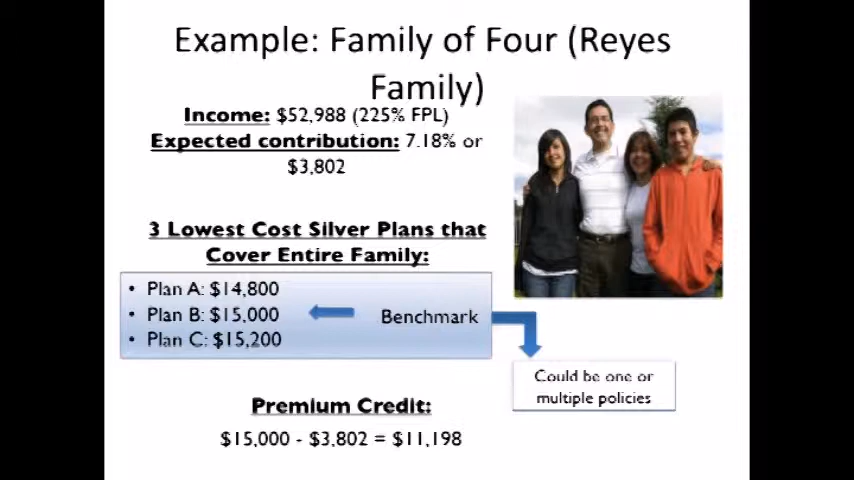 Example: Family of Four (Reyes
Family)
Income: $52,988 (225% FPL)
Expected contribution: 7.18% or
$3,802
3 Lowest Cost Silver Plans that
Cover Entire Family:
• Plan A: $14,800
• Plan B: $15,000
Benchmark
• Plan C: $15,200
Could be one or
multiple policies
Premium Credit:
$15,000 - $3,802 = $11,198